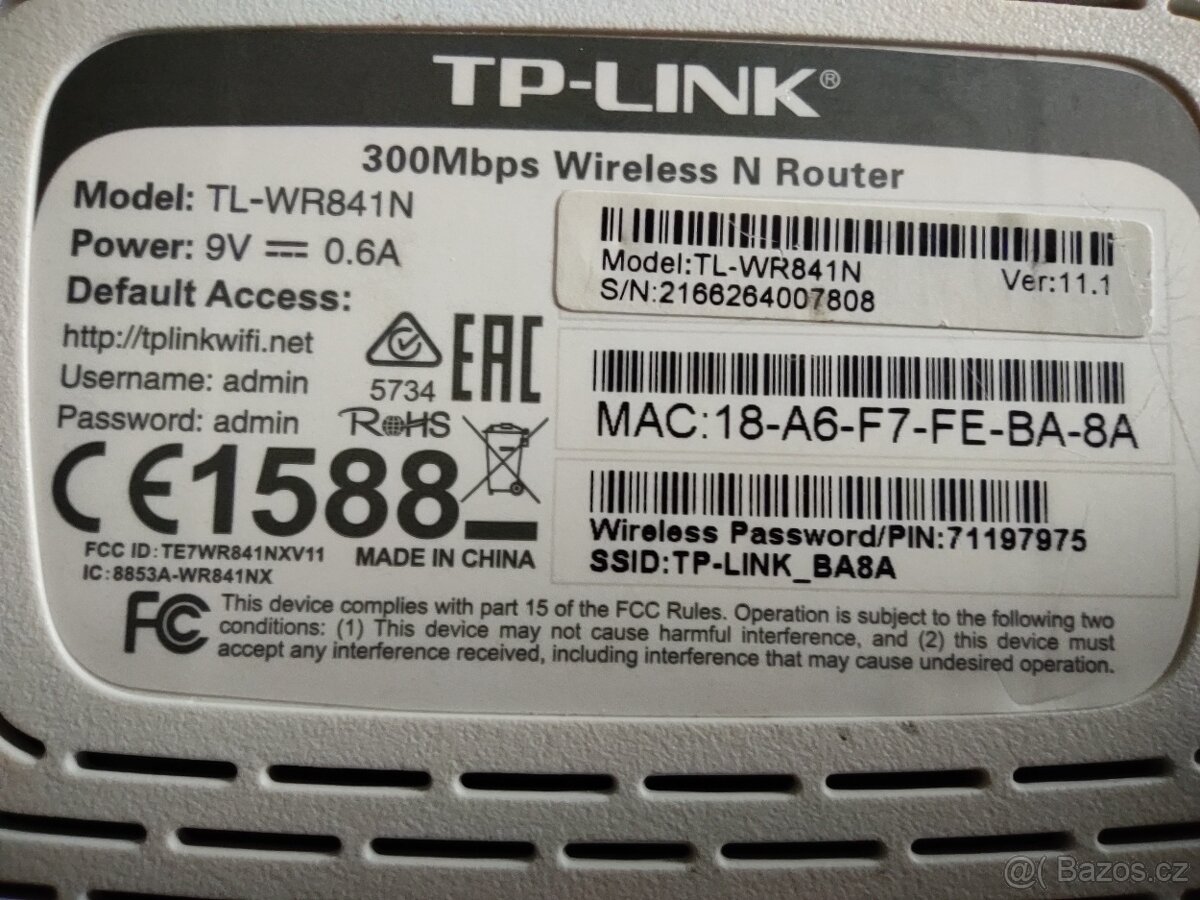 TP-LINK®
300Mbps Wireless N Router
Model: TL-WR841N
Power: 9V ⎓ 0.6A
Default Access:
http://tplinkwifi.net
Username: admin
Password: admin
5734
EAC
RoHS
CE1588
FCC ID: TE7WR841NXV11
IC:8853A-WR841NX
MADE IN CHINA
Model:TL-WR841N
Ver:11.1
S/N:2166264007808
MAC:18-A6-F7-FE-BA-8A
Wireless Password/PIN:71197975
SSID:TP-LINK_BA8A
FC
This device complies with part 15 of the FCC Rules. Operation is subject to the following two
conditions: (1) This device may not cause harmful interference, and (2) this device must
accept any interference received, including interference that may cause undesired operation.
@( Bazos.cz